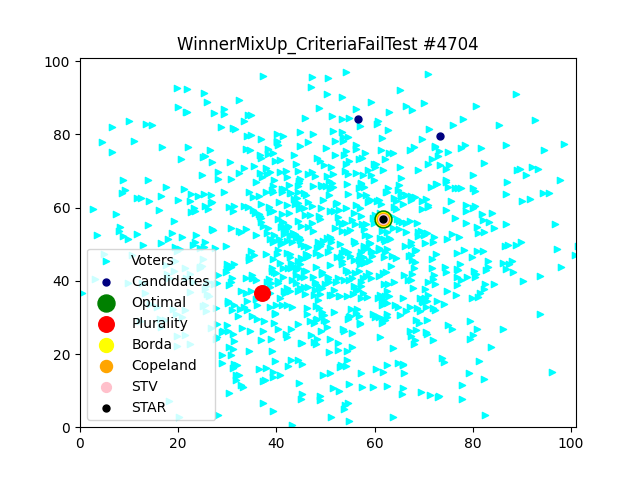 WinnerMixUp_CriteriaFailTest #4704
100
80
60
40
20
0
Voters
Candidates
Optimal
Plurality
Borda
Copeland
STV
STAR
0 20 40 60 80 100